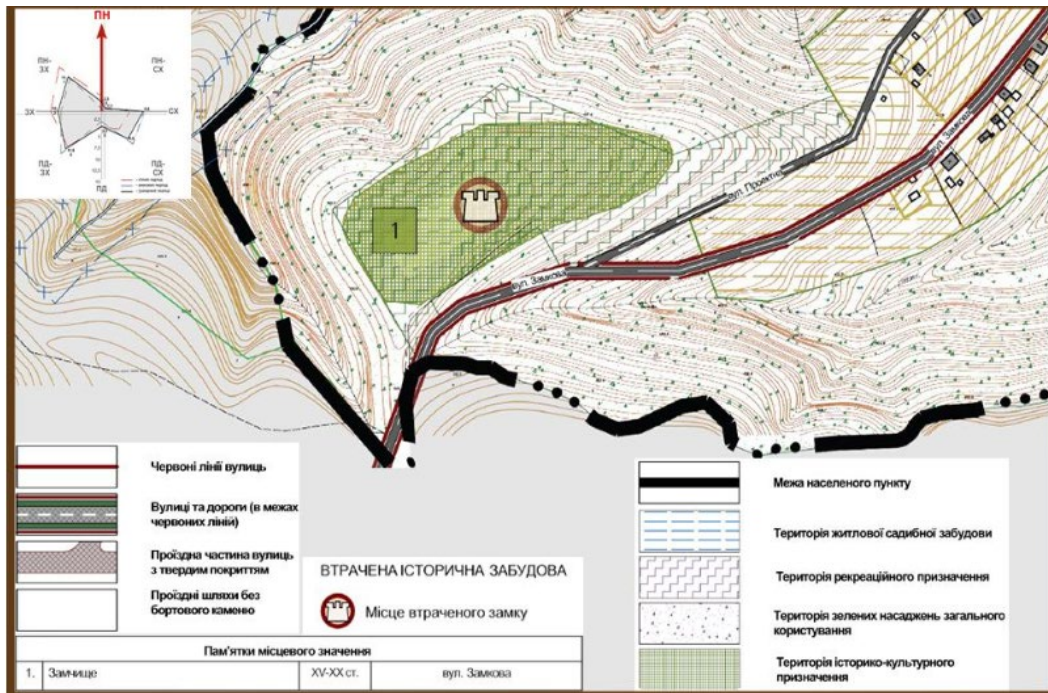 ПН
ПН-
ЗХ
ПН-
СХ
ЗХ
СХ
ПД-
ЗХ
ПД-
СХ
ПД
1
вул. Проектна
вул. Замкова
вул. Замкова
Червоні лінії вулиць
Вулиці та дороги (в межах
червоних ліній)
Проїздна частина вулиць
з твердим покриттям
Проїздні шляхи без
бортового каменю
ВТРАЧЕНА ІСТОРИЧНА ЗАБУДОВА
Місце втраченого замку
Пам'ятки місцевого значення
1. Замчище XV-XX ст. вул. Замкова
Межа населеного пункту
Територія житлової садибної забудови
Територія рекреаційного призначення
Територія зелених насаджень загального
користування
Територія історико-культурного
призначення